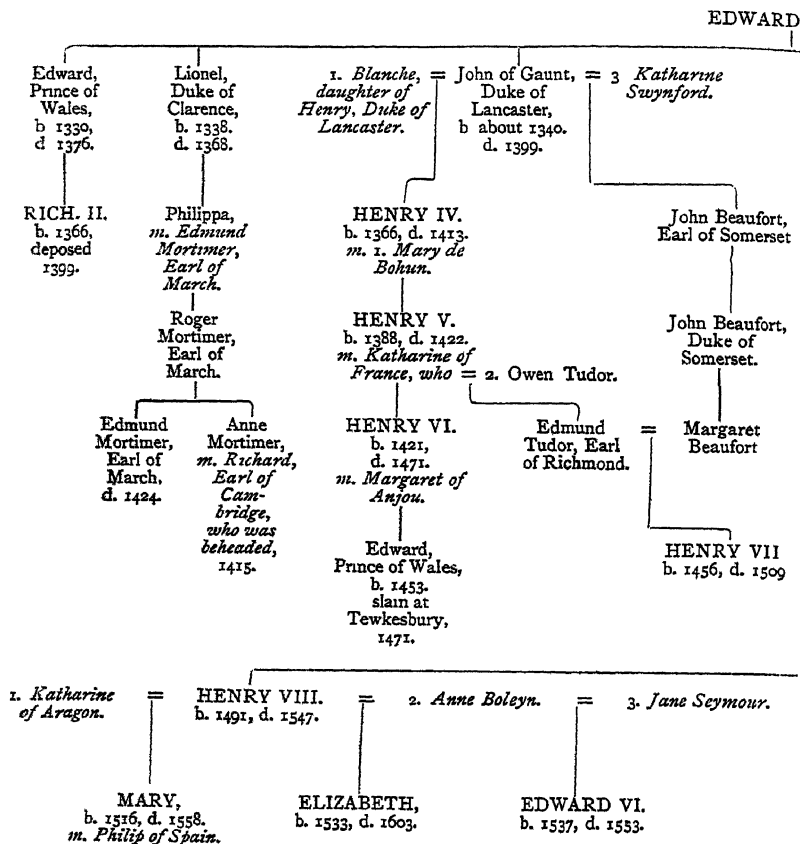 EDWARD
Edward,
Prince of
Wales,
b 1330,
d 1376.
Lionel,
Duke of
Clarence,
b. 1338.
d. 1368.
1. Blanche, =
daughter of
Henry, Duke of
Lancaster.
John of Gaunt,
Duke of
Lancaster,
b about 1340.
d. 1399.
= 3 Katharine
Swynford.
RICH. II.
b. 1366,
deposed
1399.
Philippa,
m. Edmund
Mortimer,
Earl of
March.
HENRY IV.
b. 1366, d. 1413.
m. 1. Mary de
Bohun.
John Beaufort,
Earl of Somerset
Roger
Mortimer,
Earl of
March.
HENRY V.
b. 1388, d. 1422.
m. Katharine of
France, who = 2. Owen Tudor.
John Beaufort,
Duke of
Somerset.
Edmund
Mortimer,
Earl of
March,
d. 1424.
Anne
Mortimer,
m. Richard,
Earl of
Cam-
bridge,
who was
beheaded,
1415.
HENRY VI.
b. 1421,
d. 1471.
m. Margaret of
Anjou.
Edmund
Tudor, Earl
of Richmond.
=
Margaret
Beaufort
Edward,
Prince of Wales,
b. 1453.
slain at
Tewkesbury,
1471.
HENRY VII
b. 1456, d. 1509
1. Katharine
of Aragon.
=
HENRY VIII.
b. 1491, d. 1547.
= 2. Anne Boleyn. = 3. Jane Seymour.
MARY,
b. 1516, d. 1558.
m. Philip of Spain.
ELIZABETH,
b. 1533, d. 1603.
EDWARD VI.
b. 1537, d. 1553.